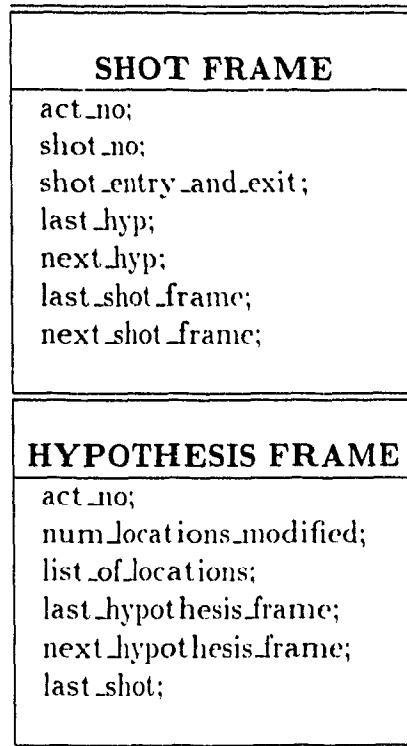 SHOT FRAME
act_no;
shot_no;
shot_entry_and_exit;
last_hyp;
next_hyp;
last_shot_frame;
next_shot_frame;
HYPOTHESIS FRAME
act_no;
num_locations_modified;
list_of_locations;
last_hypothesis_frame;
next_hypothesis_frame;
last_shot;